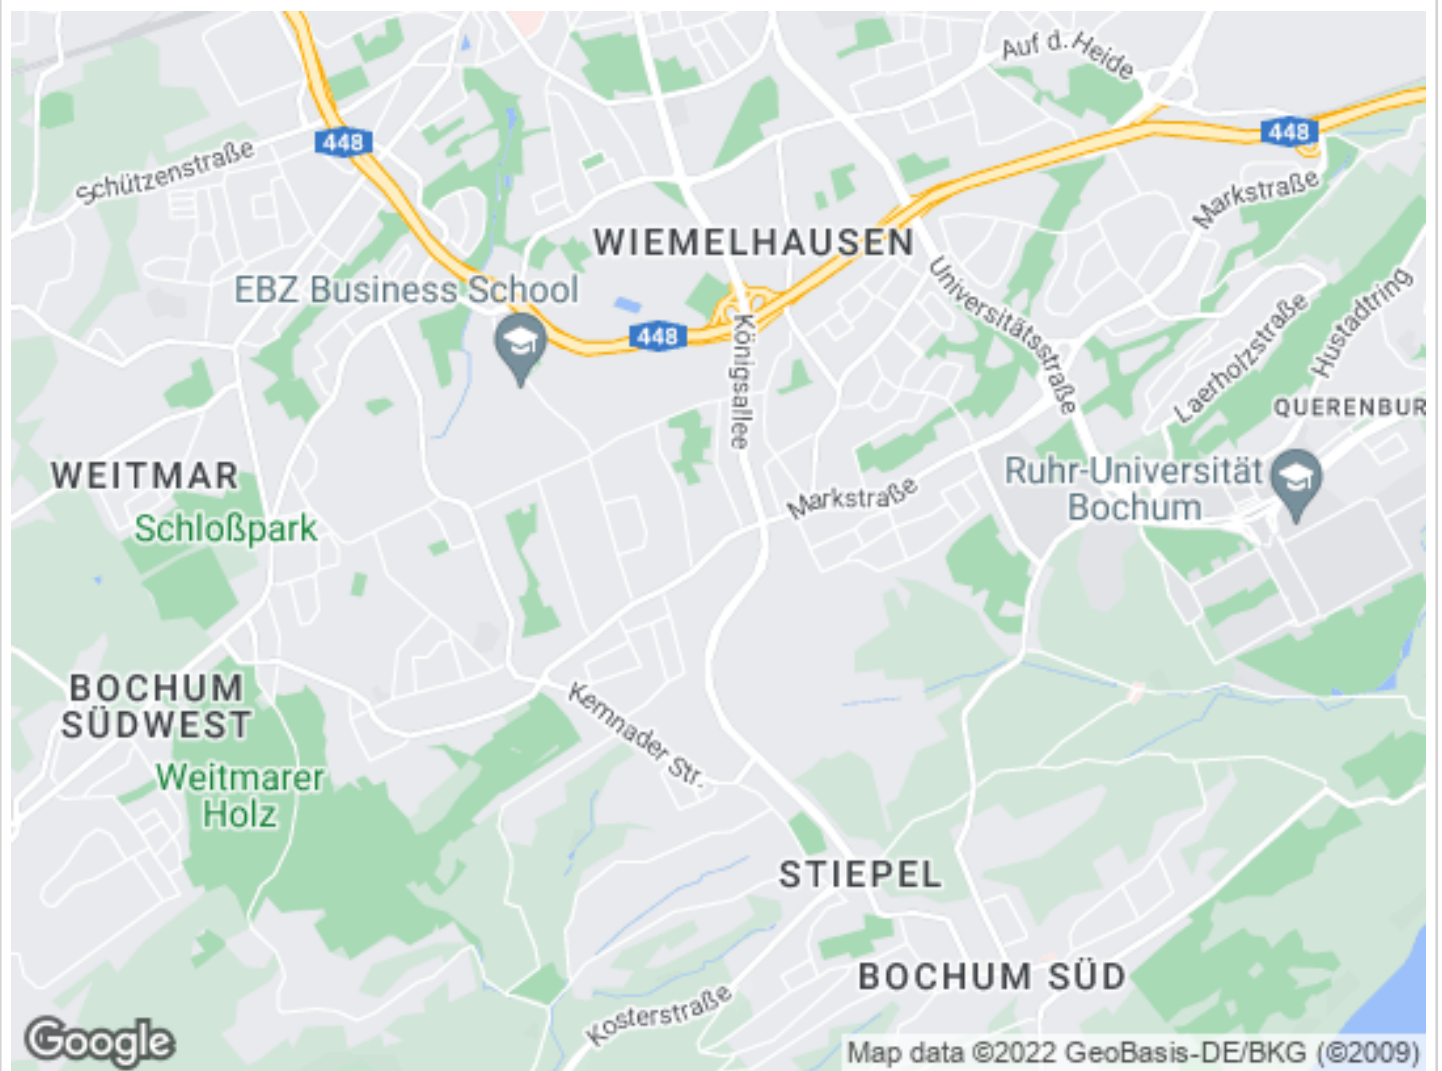 Auf d. Heide
448
448
Schützenstraße
Markstraße
WIEMELHAUSEN
EBZ Business School
448
Universitätsstraße
Königsallee
Laerholzstraße
Hustadtring
QUERENBUR
WEITMAR
Schloßpark
Markstraße
Ruhr-Universität
Bochum
BOCHUM
SÜDWEST
Kemnader Str.
Weitmarer
Holz
STIEPEL
BOCHUM SÜD
Kosterstraße
Google
Map data ©2022 GeoBasis-DE/BKG (©2009)